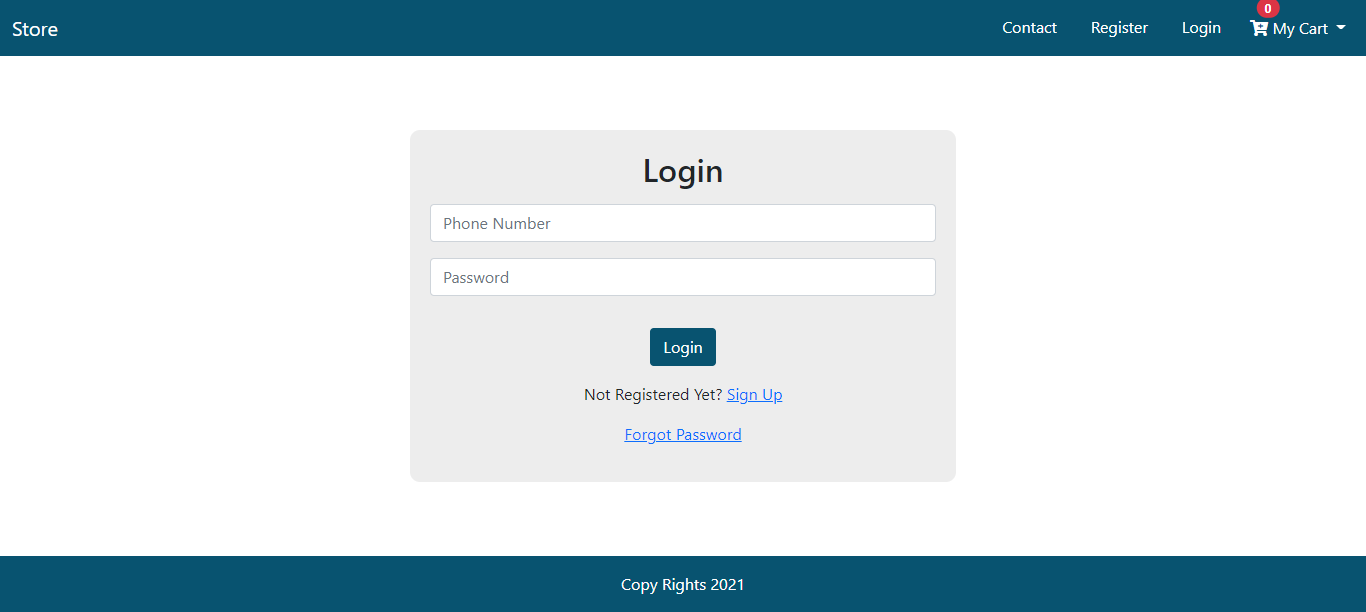 Store Contact Register Login 0 My Cart
Login
Phone Number
Password
Login
Not Registered Yet? Sign Up
Forgot Password
Copy Rights 2021